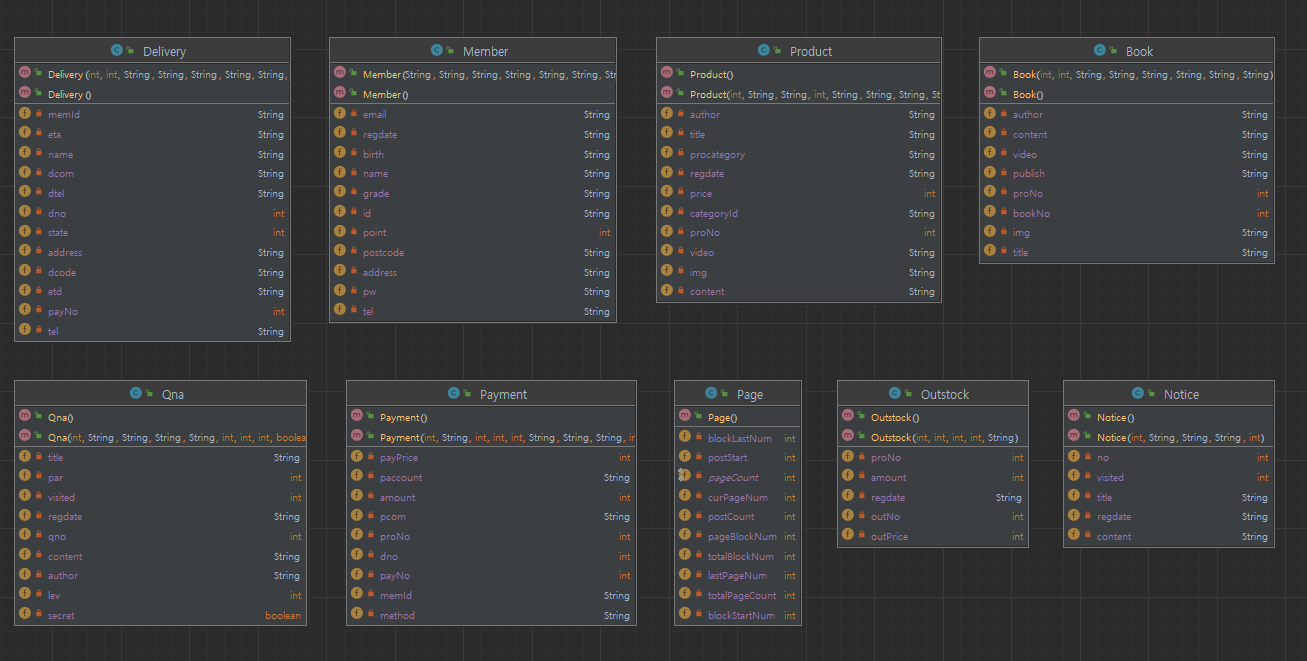 Delivery
Delivery(int, int, String, String, String, String, String,
Delivery()
memId String
eta String
name String
dcom String
dtel String
dno int
state int
address String
dcode String
etd String
payNo int
tel String
Member
Member(String, String, String, String, String, String, Str
Member()
email String
regdate String
birth String
name String
grade String
id String
point int
postcode String
address String
pw String
tel String
Product
Product()
Product(int, String, String, int, String, String, String, St
author String
title String
procategory String
regdate String
price int
categoryId String
proNo int
video String
img String
content String
Book
Book(int, int, String, String, String, String, String, String)
Book()
author String
content String
video String
publish String
proNo int
bookNo int
img String
title String
Qna
Qna()
Qna(int, String, String, String, String, int, int, int, boolea
title String
par int
visited int
regdate String
qno int
content String
author String
lev int
secret boolean
Payment
Payment()
Payment(int, String, int, int, int, String, String, String, in
payPrice int
paccount String
amount int
pcom String
proNo int
dno int
payNo int
memId String
method String
Page
Page()
blockLastNum int
postStart int
pageCount int
curPageNum int
postCount int
pageBlockNum int
totalBlockNum int
lastPageNum int
totalPageCount int
blockStartNum int
Outstock
Outstock()
Outstock(int, int, int, int, String)
proNo int
amount int
regdate String
outNo int
outPrice int
Notice
Notice()
Notice(int, String, String, String, int)
no int
visited int
title String
regdate String
content String